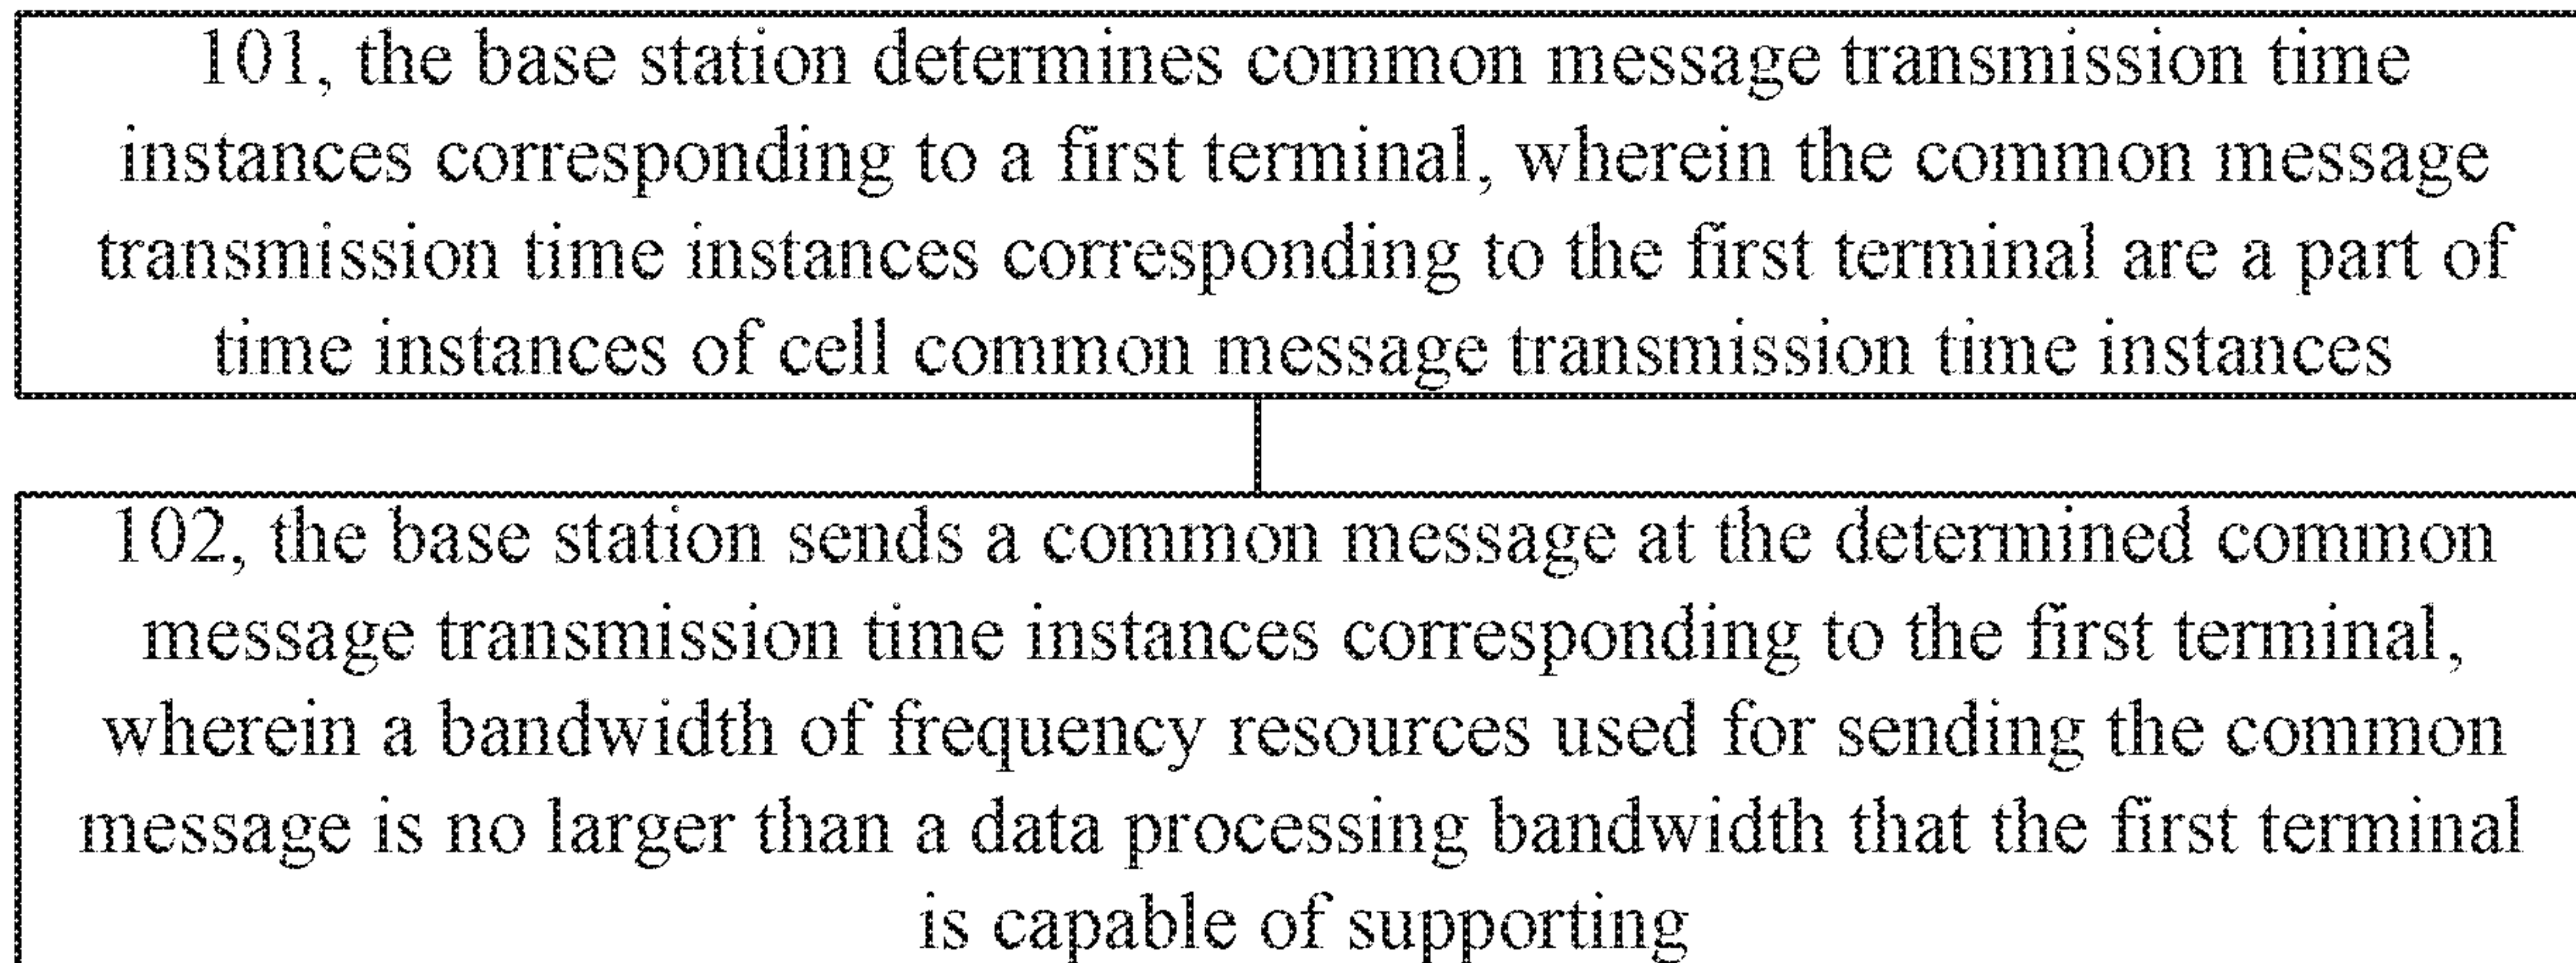 101, the base station determines common message transmission time
instances corresponding to a first terminal, wherein the common message
transmission time instances corresponding to the first terminal are a part of
time instances of cell common message transmission time instances
102, the base station sends a common message at the determined common
message transmission time instances corresponding to the first terminal,
wherein a bandwidth of frequency resources used for sending the common
message is no larger than a data processing bandwidth that the first terminal
is capable of supporting